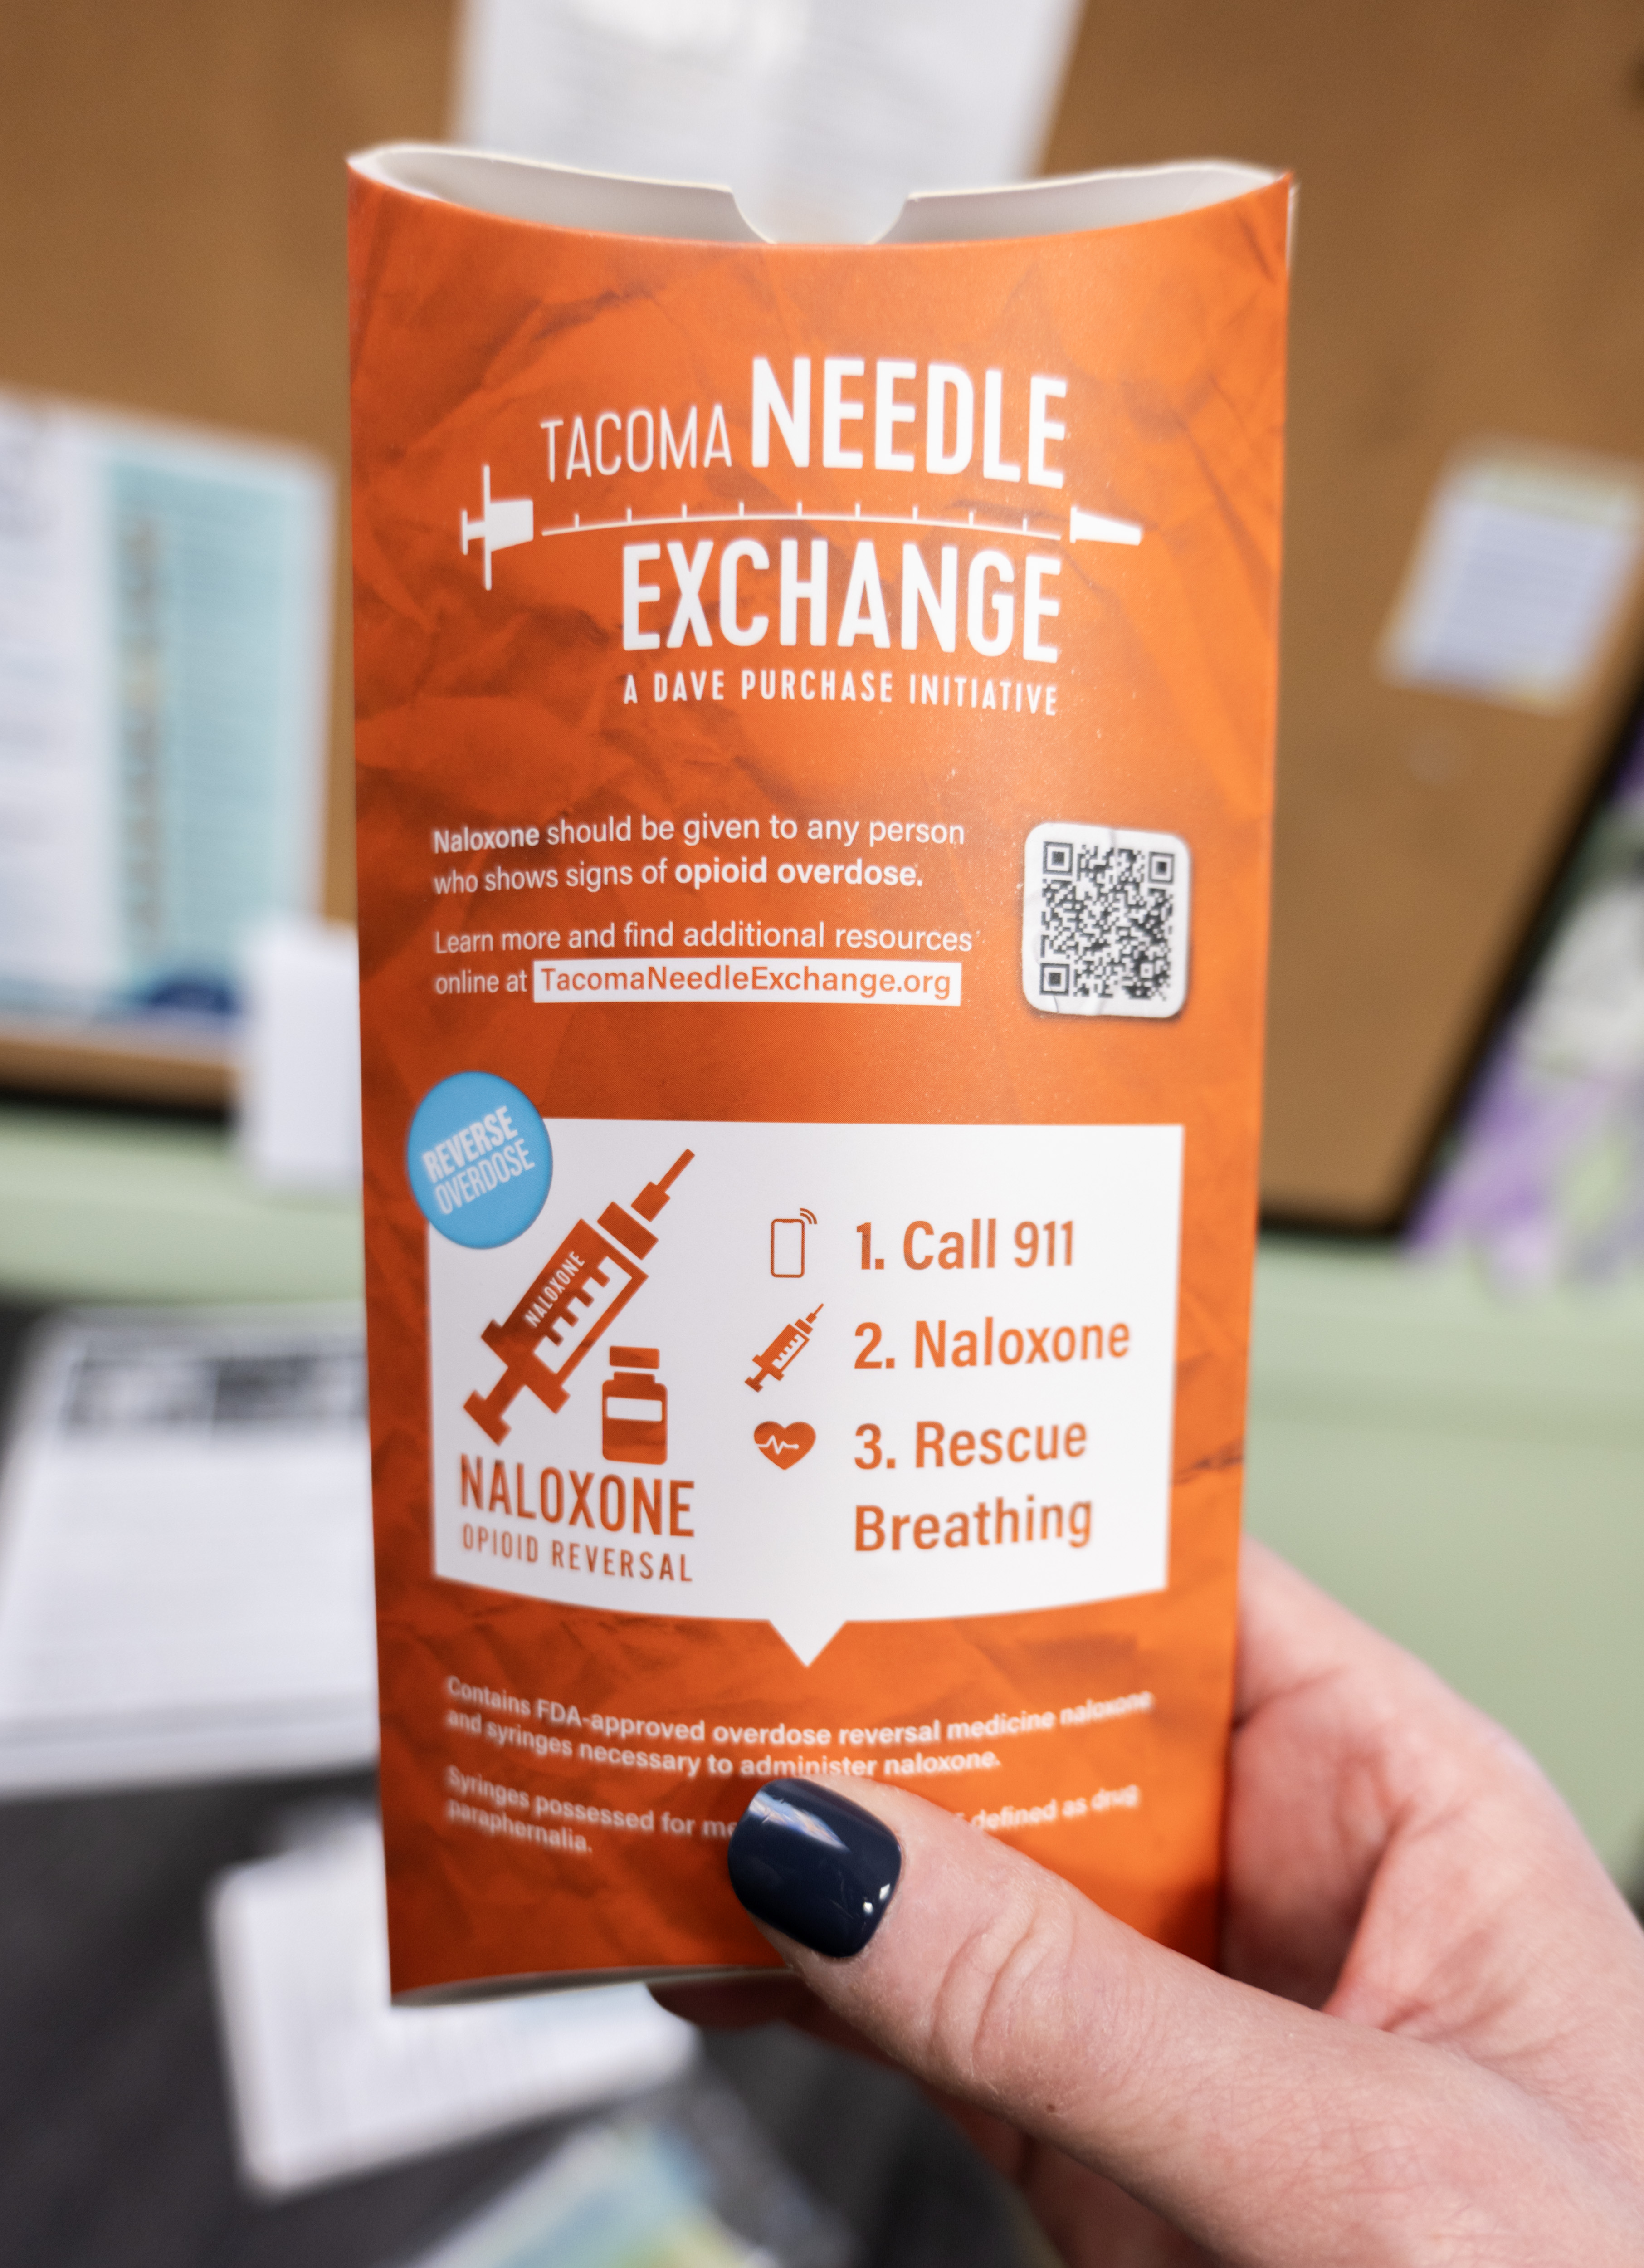 TACOMA NEEDLE
EXCHANGE
A DAVE PURCHASE INITIATIVE
Naloxone should be given to any person
who shows signs of opioid overdose.
Learn more and find additional resources
online at TacomaNeedleExchange.org
REVERSE
OVERDOSE
NALOXONE
NALOXONE
OPIOID REVERSAL
1. Call 911
2. Naloxone
3. Rescue
Breathing
Contains FDA-approved overdose reversal medicine naloxone
and syringes necessary to administer naloxone.
Syringes possessed for defined as drug
paraphernalia.